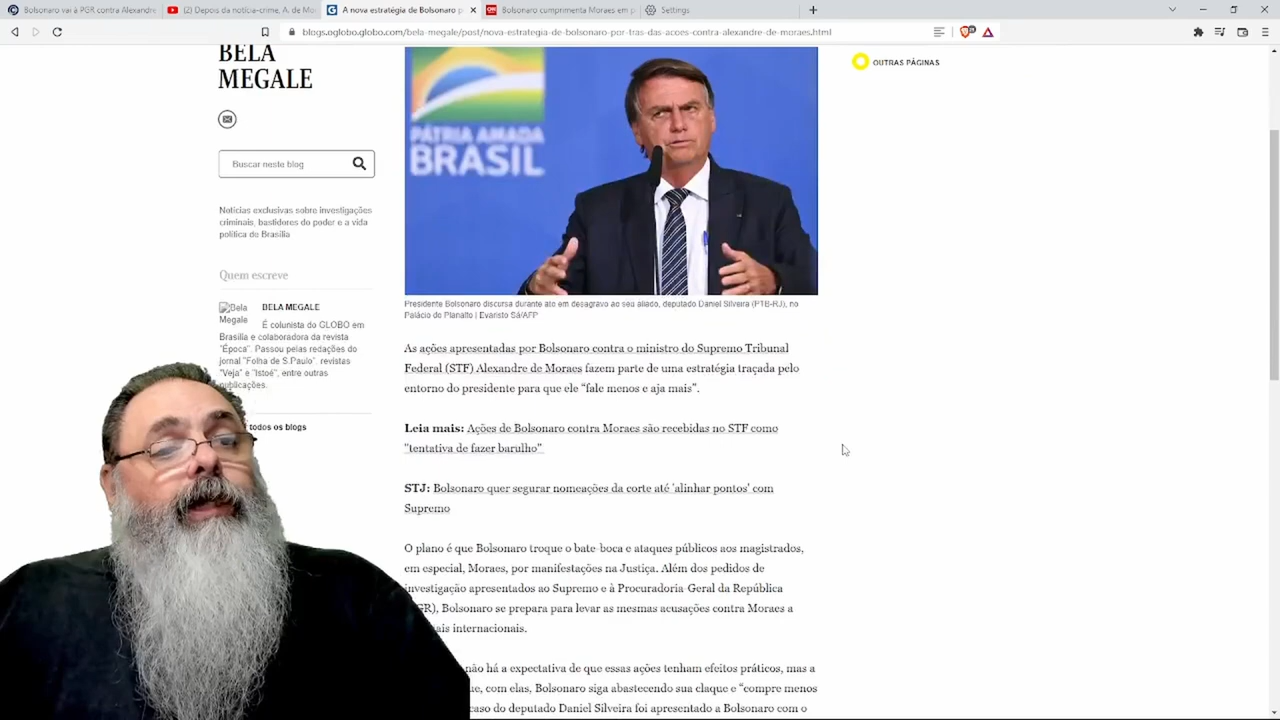 Bolsonaro vai à PGR contra Alexandre
(2) Depois da notícia-crime, A. de Mo
A nova estratégia de Bolsonaro p
Bolsonaro cumprimenta Moraes em p
Settings
blogs.oglobo.globo.com/bela-megale/post/nova-estrategia-de-bolsonaro-por-tras-das-acoes-contra-alexandre-de-moraes.html
BELA
MEGALE
Buscar neste blog
Notícias exclusivas sobre investigações
criminais, bastidores do poder e a vida
política de Brasília
Quem escreve
Bela
Megale
BELA MEGALE
É colunista do GLOBO em
Brasília e colaboradora da revista
"Época". Passou pelas redações do
jornal "Folha de S.Paulo", revistas
"Veja" e "Istoé", entre outras
publicações.
todos os blogs
PÁTRIA AMADA
BRASIL
OUTRAS PÁGINAS
Presidente Bolsonaro discursa durante ato em desagravo ao seu aliado, deputado Daniel Silveira (PTB-RJ), no
Palácio do Planalto | Evaristo Sá/AFP
As ações apresentadas por Bolsonaro contra o ministro do Supremo Tribunal
Federal (STF) Alexandre de Moraes fazem parte de uma estratégia traçada pelo
entorno do presidente para que ele “fale menos e aja mais”.
Leia mais: Ações de Bolsonaro contra Moraes são recebidas no STF como
"tentativa de fazer barulho"
STJ: Bolsonaro quer segurar nomeações da corte até 'alinhar pontos' com
Supremo
O plano é que Bolsonaro troque o bate-boca e ataques públicos aos magistrados,
em especial, Moraes, por manifestações na Justiça. Além dos pedidos de
investigação apresentados ao Supremo e à Procuradoria-Geral da República
GR), Bolsonaro se prepara para levar as mesmas acusações contra Moraes a
ais internacionais.
não há a expectativa de que essas ações tenham efeitos práticos, mas a
ue, com elas, Bolsonaro siga abastecendo sua claque e “compre menos
caso do deputado Daniel Silveira foi apresentado a Bolsonaro com o